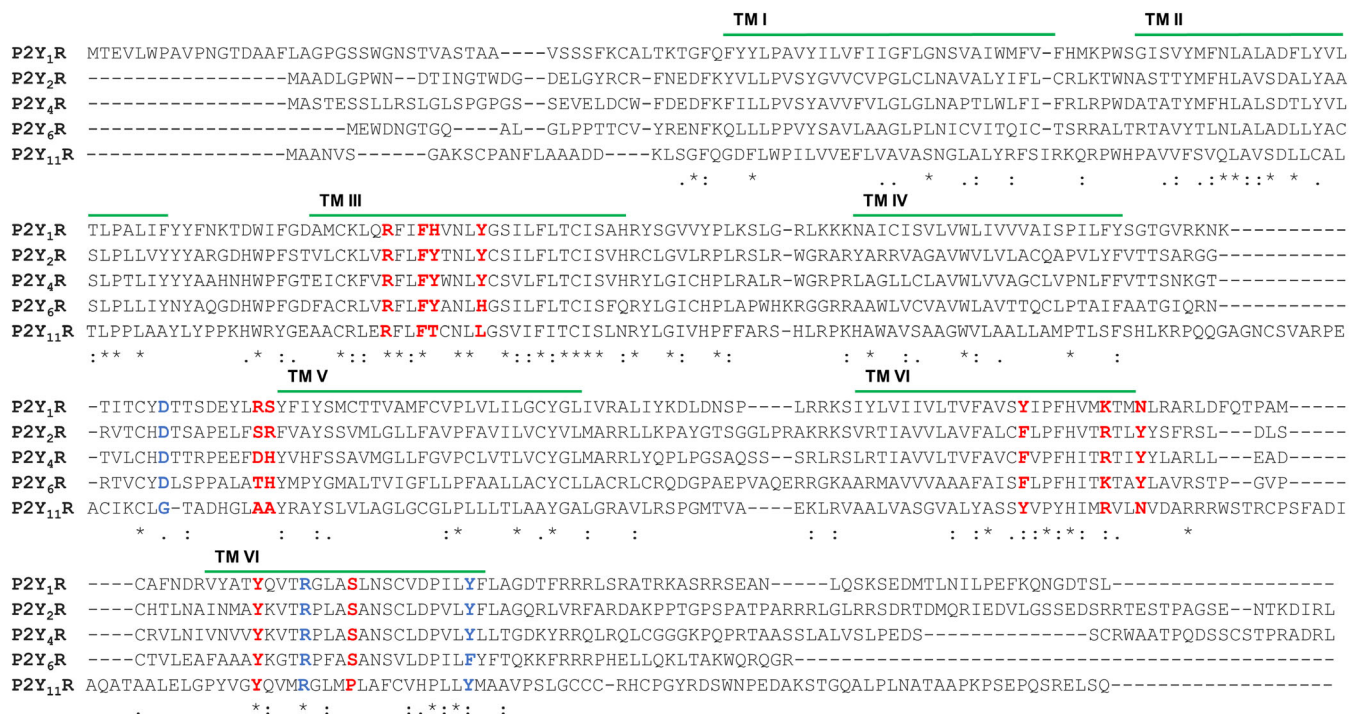 TM I TM II
P2Y1R MTEVLWPAVPNGTDAAFLAGPGSSWGNSTVASTAA----VSSSFKCALTKTGFQFYYLPAVYILVFIIGFLGNSVAIWMFV-FHMKPWSGISVYMFNLALADFLYVL
P2Y2R -----------------MAADLGPWN--DTINGTWDG--DELGYRCR-FNEDFKYVLLPVSYGVVCVPGLCLNAVALYIFL-CRLKTWNASTTYMFHLAVSDALYAA
P2Y4R -----------------MASTESSLLRSLGLSPGPGS--SEVELDCW-FDEDFKFILLPVSYAVVFVLGLGLNAPTLWLFI-FRLRPWDATATYMFHLALSDTLYVL
P2Y6R ----------------------MEWDNGTGQ----AL--GLPPTTCV-YRENFKQLLLPPVYSAVLAAGLPLNICVITQIC-TSRRALTRTAVYTLNLALADLLYAC
P2Y11R -----------------MAANVS------GAKSCPANFLAAADD----KLSGFQGDFLWPILVVEFLVAVASNGLALYRFSIRKQRPWHPAVVFSVQLAVSDLLCAL
.*: * .. * .: : : . .:**::* * .
TM III TM IV
P2Y1R TLPALIFYYFNKTDWIFGDAMCKLQRFIFHVNLYGSILFLTCISAHRYSGVVYPLKSLG-RLKKKNAICISVLVWLIVVVAISPILFYSGTGVRKNK----------
P2Y2R SLPLLVYYYARGDHWPFSTVLCKLVRFLFYTNLYCSILFLTCISVHRCLGVLRPLRSLR-WGRARYARRVAGAVWVLVLACQAPVLYFVTTSARGG-----------
P2Y4R SLPTLIYYYAAHNHWPFGTEICKFVRFLFYWNLYCSVLFLTCISVHRYLGICHPLRALR-WGRPRLAGLLCLAVWLVVAGCLVPNLFFVTTSNKGT-----------
P2Y6R SLPLLIYNYAQGDHWPFGDFACRLVRFLFYANLHGSILFLTCISFQRYLGICHPLAPWHKRGGRRAAWLVCVAVWLAVTTQCLPTAIFAATGIQRN-----------
P2Y11R TLPPLAAYLYPPKHWRYGEAACRLERFLFTCNLLGSVIFITCISLNRYLGIVHPFFARS-HLRPKHAWAVSAAGWVLAALLAMPTLSFSHLKRPQQGAGNCSVARPE
:** * .* :. *:: **:* ** *::*:**** .* *: *: : * :. *: . * :
TM V TM VI
P2Y1R -TITCYDTTSDEYLRSYFIYSMCTTVAMFCVPLVLILGCYGLIVRALIYKDLDNSP----LRRKSIYLVIIVLTVFAVSYIPFHVMKTMNLRARLDFQTPAM-----
P2Y2R -RVTCHDTSAPELFSRFVAYSSVMLGLLFAVPFAVILVCYVLMARRLLKPAYGTSGGLPRAKRKSVRTIAVVLAVFALCFLPFHVTRTLYYSFRSL---DLS-----
P2Y4R -TVLCHDTTRPEEFDHYVHFSSAVMGLLFGVPCLVTLVCYGLMARRLYQPLPGSAQSS--SRLRSLRTIAVVLTVFAVCFVPFHITRTIYYLARLL---EAD-----
P2Y6R -RTVCYDLSPPALATHYMPYGMALTVIGFLLPFAALLACYCLLACRLCRQDGPAEPVAQERRGKAARMAVVVAAAFAISFLPFHITKTAYLAVRSTP--GVP-----
P2Y11R ACIKCLG-TADHGLAAYRAYSLVLAGLGCGLPLLLTLAAYGALGRAVLRSPGMTVA----EKLRVAALVASGVALYASSYVPYHIMRVLNVDARRRWSTRCPSFADI
* . : : :. :* * .* : : : : . .::*:*: :. *
TM VI
P2Y1R ----CAFNDRVYATYQVTRGLASLNSCVDPILYFLAGDTFRRRLSRATRKASRRSEAN----LQSKSEDMTLNILPEFKQNGDTSL-------------------
P2Y2R ----CHTLNAINMAYKVTRPLASANSCLDPVLYFLAGQRLVRFARDAKPPTGPSPATPARRRLGLRRSDRTDMQRIEDVLGSSEDSRRTESTPAGSE--NTKDIRL
P2Y4R ----CRVLNIVNVVYKVTRPLASANSCLDPVLYLLTGDKYRRQLRQLCGGGKPQPRTAASSLALVSLPEDS--------------SCRWAATPQDSSCSTPRADRL
P2Y6R ----CTVLEAFAAAYKGTRPFASANSVLDPILFYFTQKKFRRRPHELLQKLTAKWQRQGR----------------------------------------------
P2Y11R AQATAALELGPYVGYQVMRGLMPLAFCVHPLLYMAAVPSLGCCC-RHCPGYRDSWNPEDAKSTGQALPLNATAAPKPSEPQSRELSQ-------------------
. *: * : :.*:*: : :